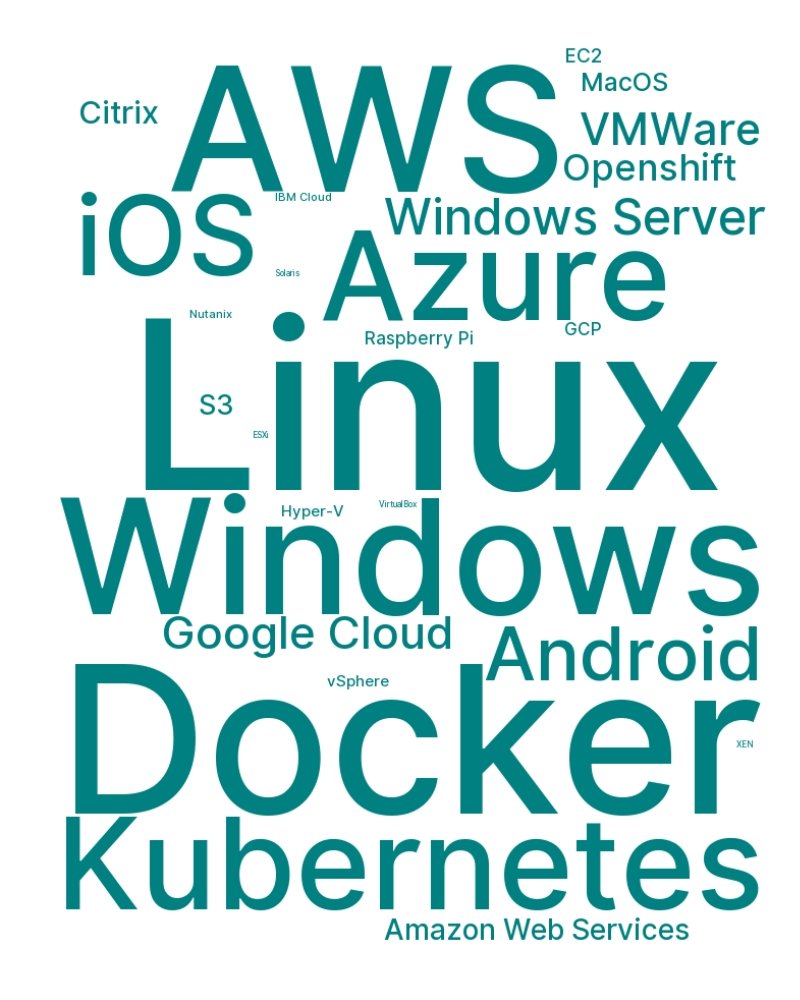 EC2
MacOS
Citrix
AWS
VMWare
Openshift
iOS
IBM Cloud
Windows Server
Solaris
Azure
Nutanix
GCP
Raspberry Pi
Linux
S3
ESXi
Hyper-V
VirtualBox
Windows
Google Cloud
Android
vSphere
Docker
XEN
Kubernetes
Amazon Web Services